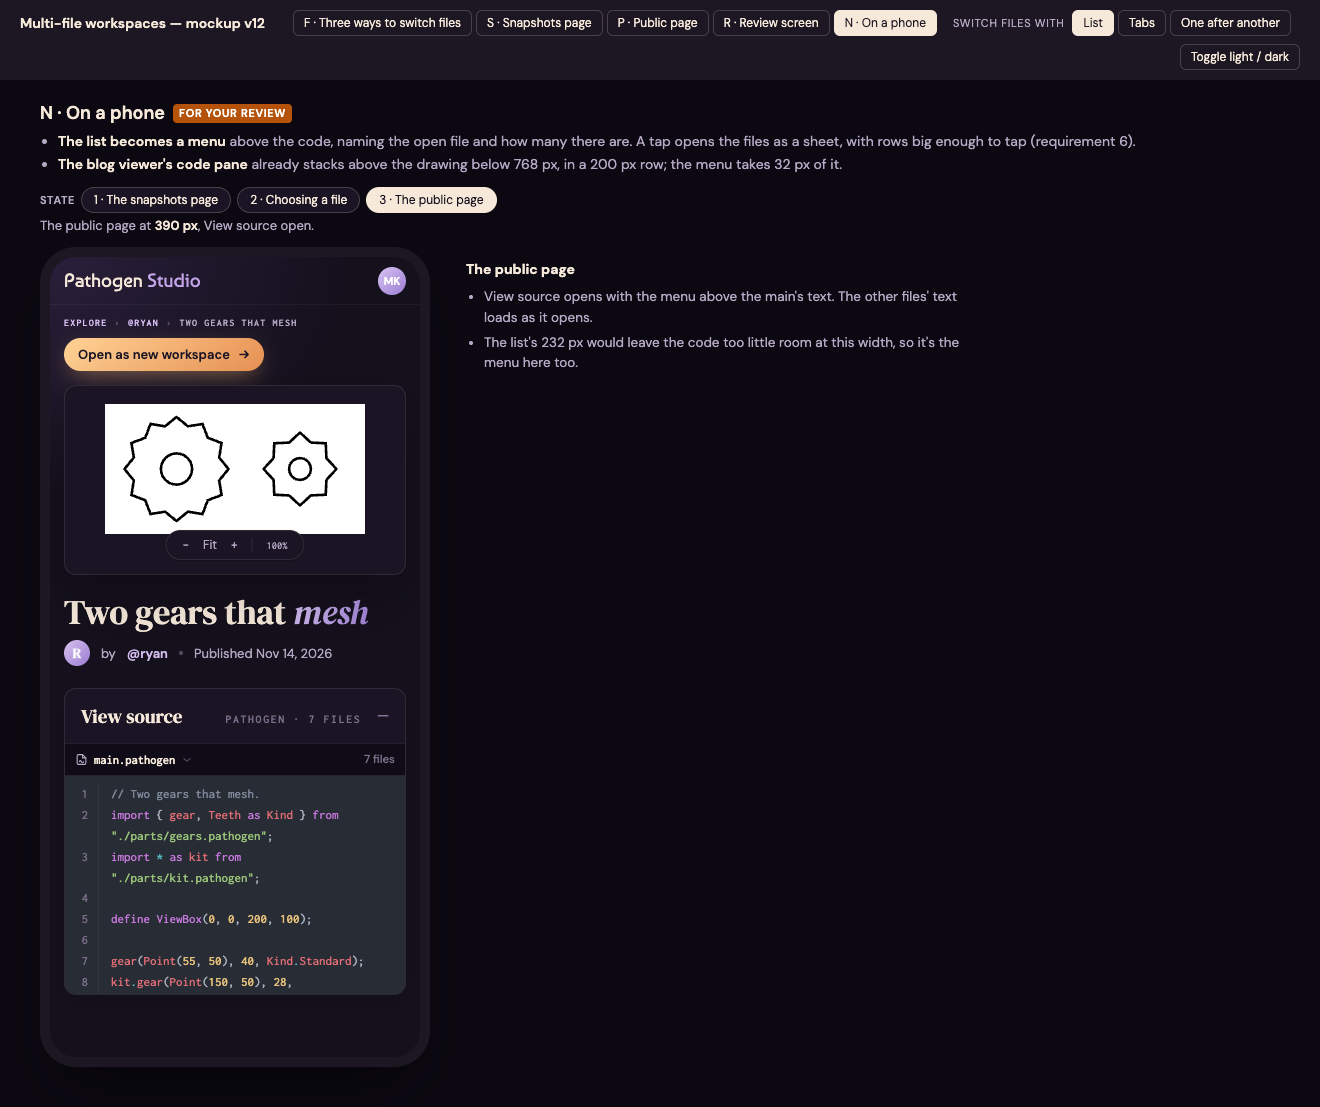 Multi-file workspaces — mockup v12
F · Three ways to switch files
S · Snapshots page
P · Public page
R · Review screen
N · On a phone
SWITCH FILES WITH
List
Tabs
One after another
Toggle light / dark
N · On a phone
FOR YOUR REVIEW
The list becomes a menu above the code, naming the open file and how many there are. A tap opens the files as a sheet, with rows big enough to tap (requirement 6).
The blog viewer's code pane already stacks above the drawing below 768 px, in a 200 px row; the menu takes 32 px of it.
STATE
1 · The snapshots page
2 · Choosing a file
3 · The public page
The public page at 390 px, View source open.
Pathogen Studio
MK
EXPLORE › @RYAN › TWO GEARS THAT MESH
Open as new workspace →
− Fit + 100%
Two gears that mesh
R by @ryan • Published Nov 14, 2026
View source
PATHOGEN · 7 FILES —
main.pathogen
7 files
1 // Two gears that mesh.
2 import { gear, Teeth as Kind } from
"./parts/gears.pathogen";
3 import * as kit from
"./parts/kit.pathogen";
4
5 define ViewBox(0, 0, 200, 100);
6
7 gear(Point(55, 50), 40, Kind.Standard);
8 kit.gear(Point(150, 50), 28,
The public page
View source opens with the menu above the main's text. The other files' text
loads as it opens.
The list's 232 px would leave the code too little room at this width, so it's the
menu here too.